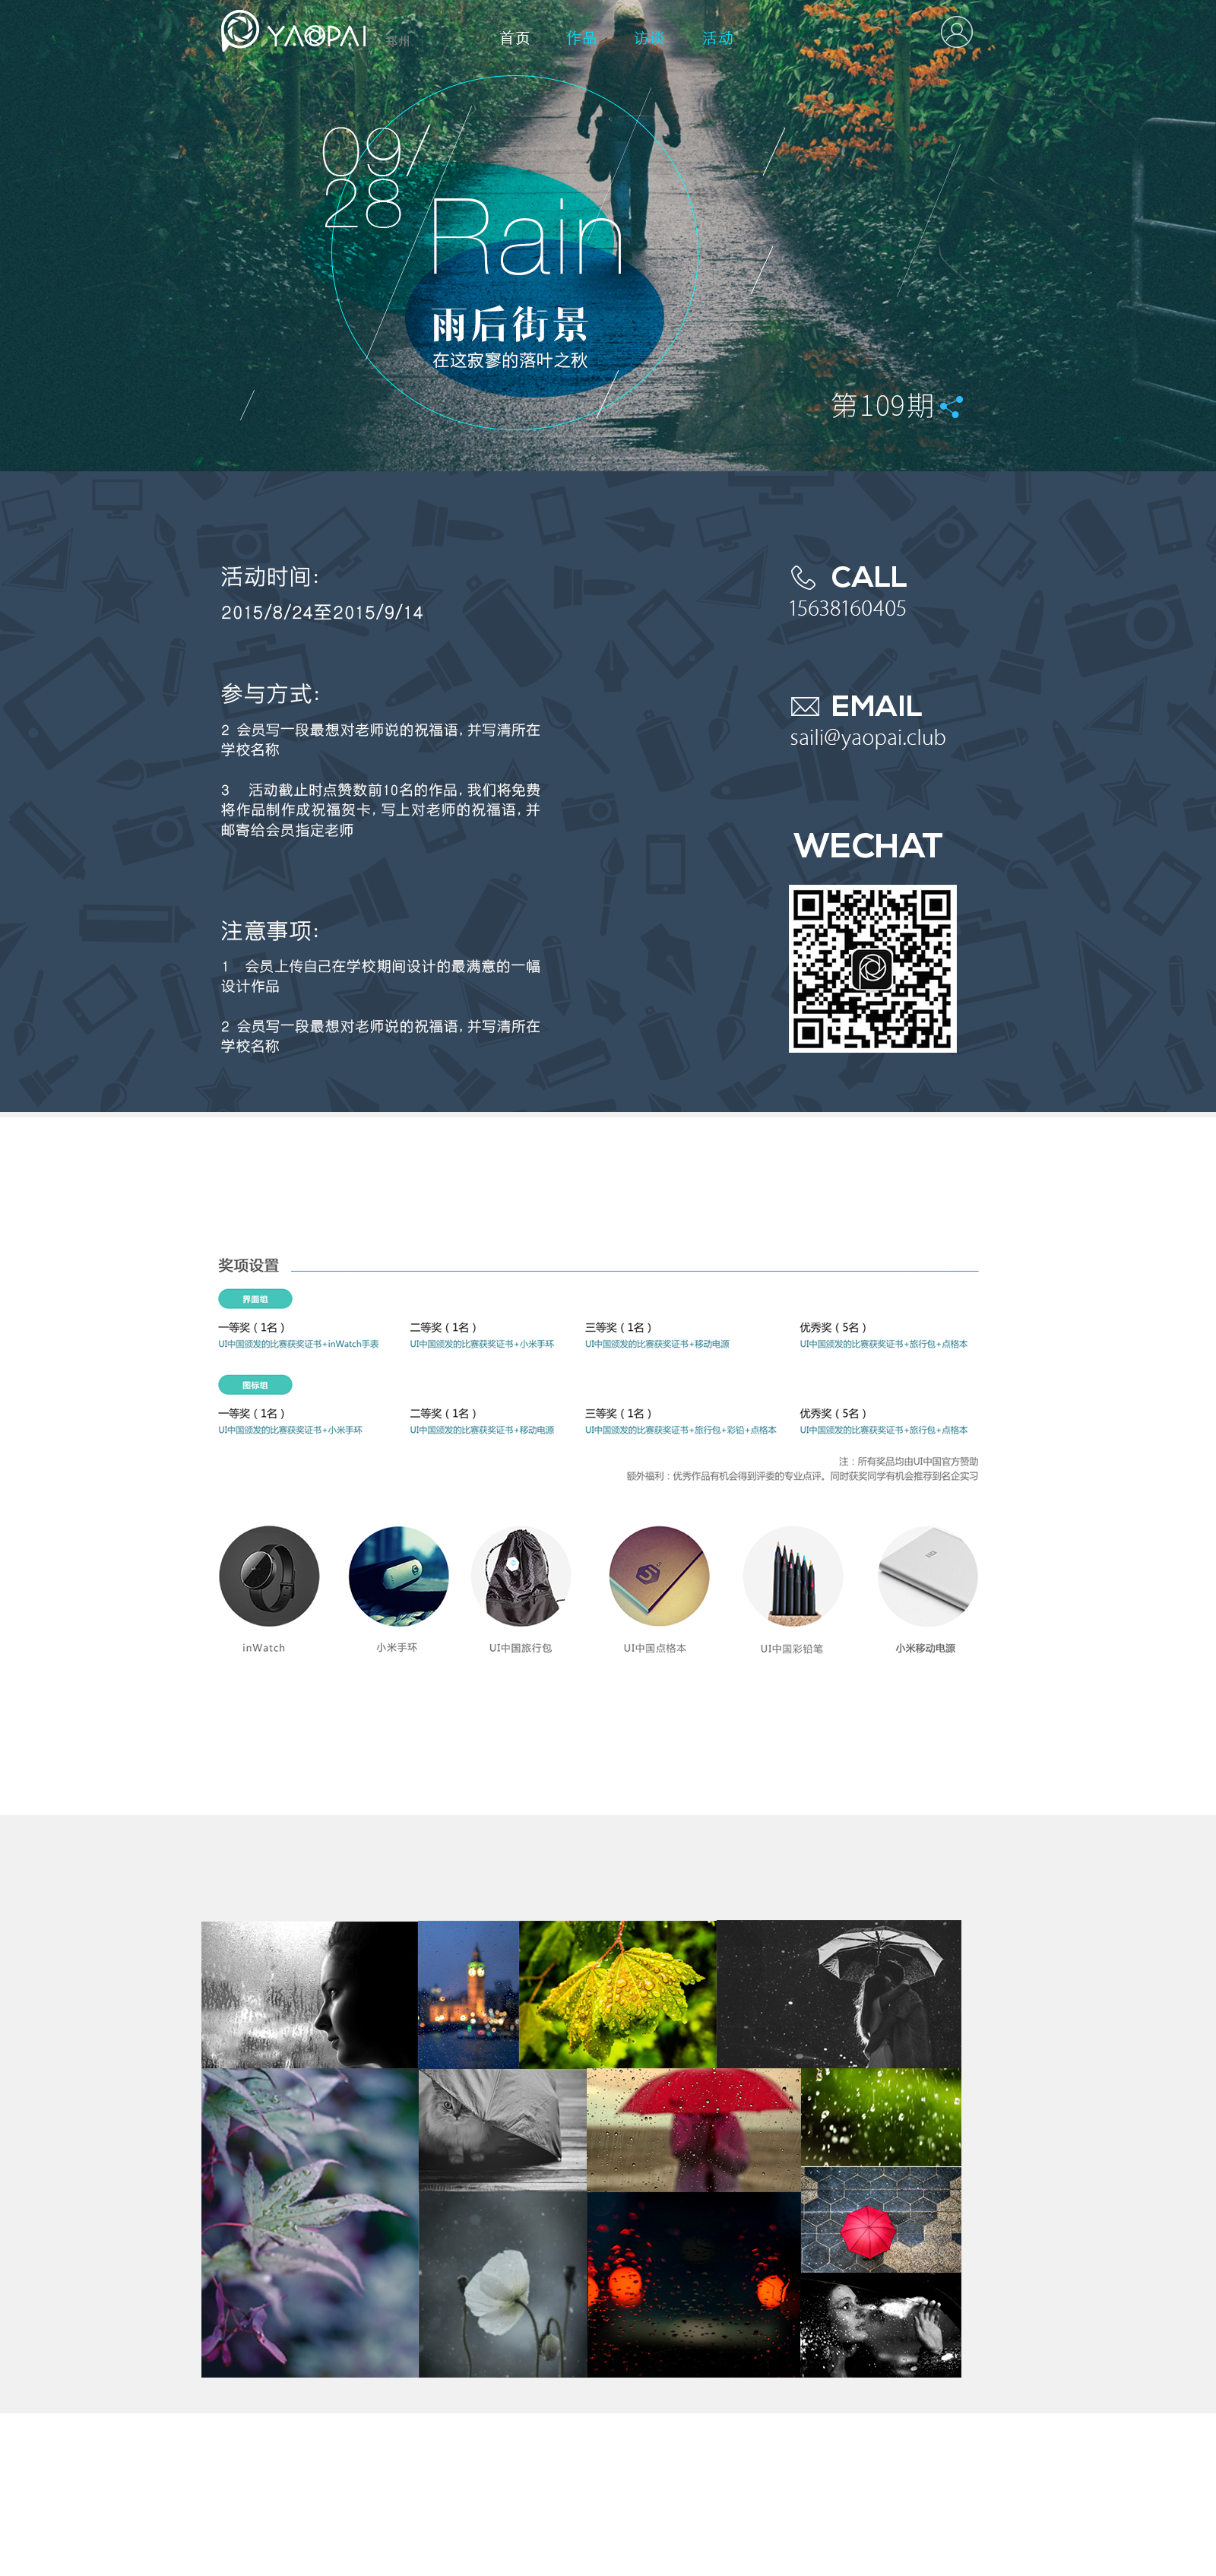 YAOPAI 郑州 首页 作品 访谈 活动
09/
28
Rain
雨后街景
在这寂寥的落叶之秋
第109期
活动时间:
2015/8/24至2015/9/14
参与方式:
2 会员写一段最想对老师说的祝福语, 并写清所在
学校名称
3 活动截止时点赞数前10名的作品, 我们将免费
将作品制作成祝福贺卡, 写上对老师的祝福语, 并
邮寄给会员指定老师
注意事项:
1 会员上传自己在学校期间设计的最满意的一幅
设计作品
2 会员写一段最想对老师说的祝福语, 并写清所在
学校名称
CALL
15638160405
EMAIL
saili@yaopai.club
WECHAT
奖项设置
界面组
一等奖（1名） 二等奖（1名） 三等奖（1名） 优秀奖（5名）
UI中国颁发的比赛获奖证书+inWatch手表 UI中国颁发的比赛获奖证书+小米手环 UI中国颁发的比赛获奖证书+移动电源 UI中国颁发的比赛获奖证书+旅行包+点格本
图标组
一等奖（1名） 二等奖（1名） 三等奖（1名） 优秀奖（5名）
UI中国颁发的比赛获奖证书+小米手环 UI中国颁发的比赛获奖证书+移动电源 UI中国颁发的比赛获奖证书+旅行包+彩铅+点格本 UI中国颁发的比赛获奖证书+旅行包+点格本
注：所有奖品均由UI中国官方赞助
额外福利：优秀作品有机会得到评委的专业点评。同时获奖同学有机会推荐到名企实习
inWatch 小米手环 UI中国旅行包 UI中国点格本 UI中国彩铅笔 小米移动电源